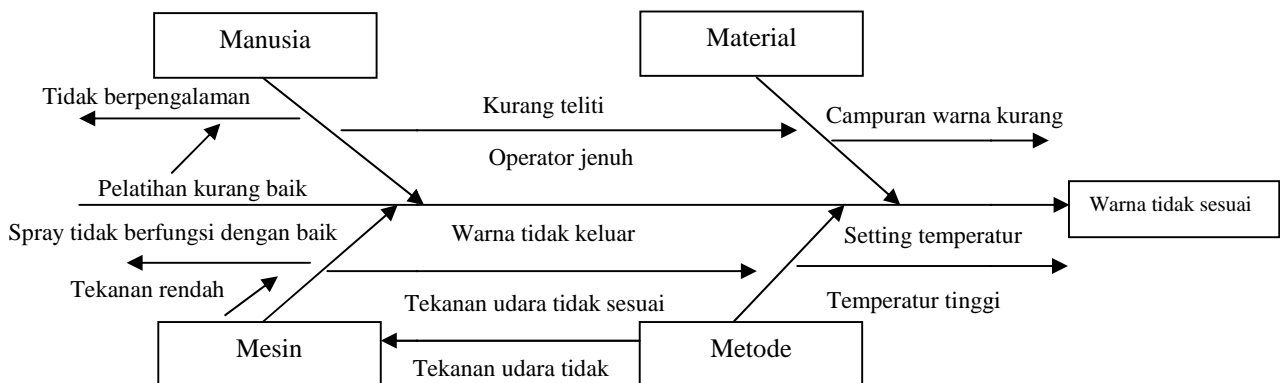 Manusia
Material
Tidak berpengalaman
Kurang teliti
Campuran warna kurang
Operator jenuh
Pelatihan kurang baik
Warna tidak sesuai
Spray tidak berfungsi dengan baik
Warna tidak keluar
Setting temperatur
Tekanan rendah
Tekanan udara tidak sesuai
Temperatur tinggi
Mesin
Metode
Tekanan udara tidak